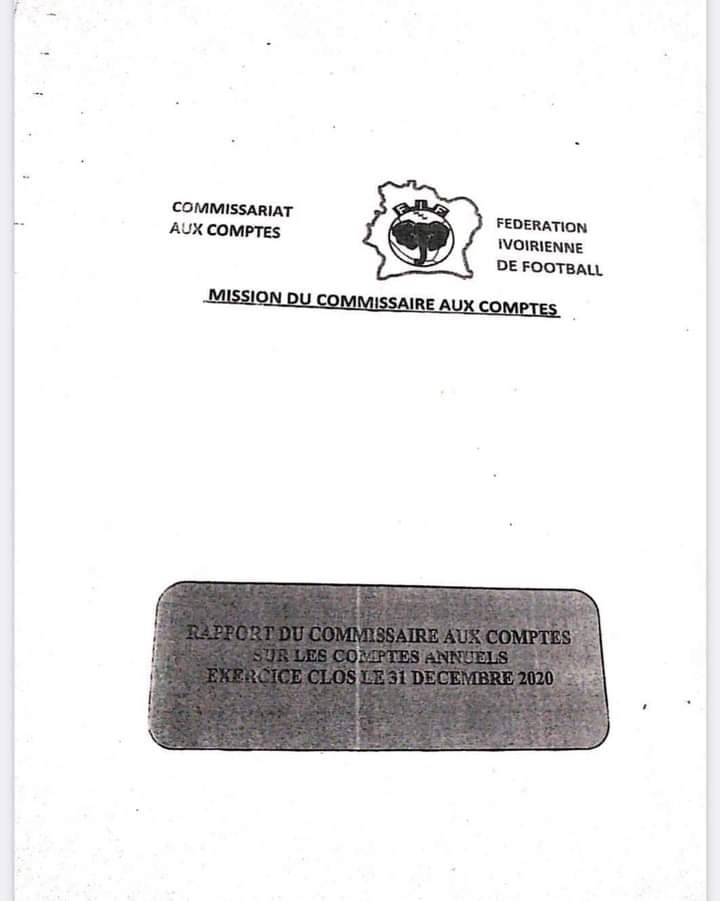 COMMISSARIAT
AUX COMPTES
F I F
FEDERATION
IVOIRIENNE
DE FOOTBALL
MISSION DU COMMISSAIRE AUX COMPTES
RAPPORT DU COMMISSAIRE AUX COMPTES
SUR LES COMPTES ANNUELS
EXERCICE CLOS LE 31 DECEMBRE 2020